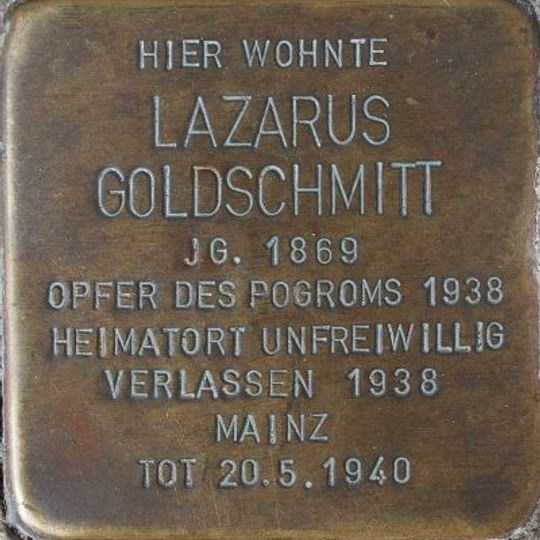 HIER WOHNTE
LAZARUS
GOLDSCHMITT
JG. 1869
OPFER DES POGROMS 1938
HEIMATORT UNFREIWILLIG
VERLASSEN 1938
MAINZ
TOT 20.5.1940